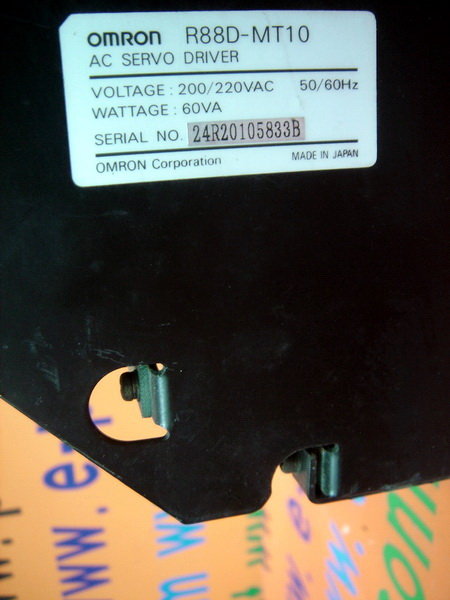 OMRON R88D-MT10
AC SERVO DRIVER
VOLTAGE : 200/220VAC 50/60Hz
WATTAGE : 60VA
SERIAL NO. 24R20105833B
OMRON Corporation MADE IN JAPAN